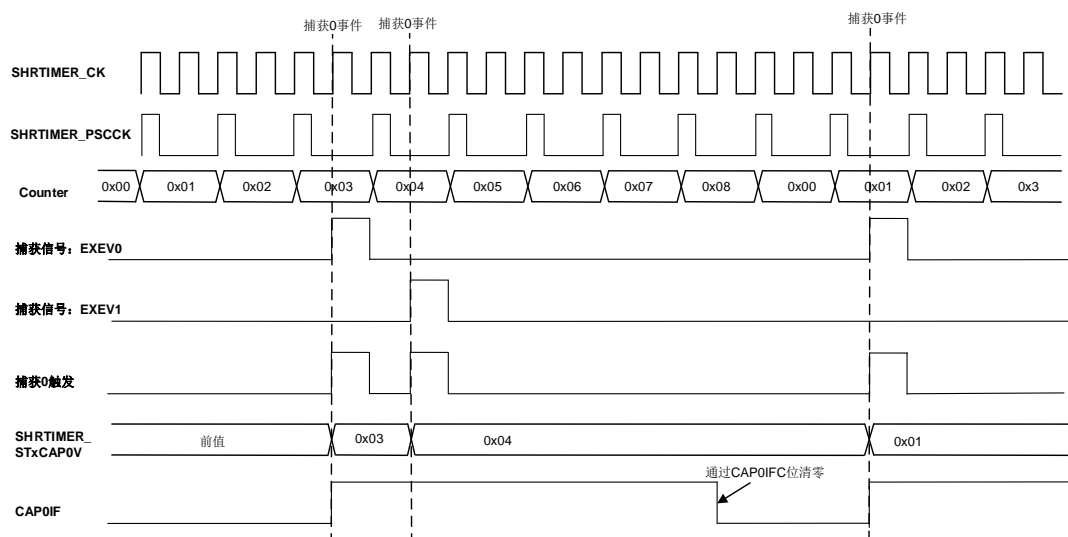 捕获0事件 捕获0事件 捕获0事件
SHRTIMER_CK
SHRTIMER_PSCCK
Counter 0x00 0x01 0x02 0x03 0x04 0x05 0x06 0x07 0x08 0x00 0x01 0x02 0x3
捕获信号：EXEV0
捕获信号：EXEV1
捕获0触发
SHRTIMER_
STxCAP0V
前值 0x03 0x04 0x01
通过CAP0IFC位清零
CAP0IF